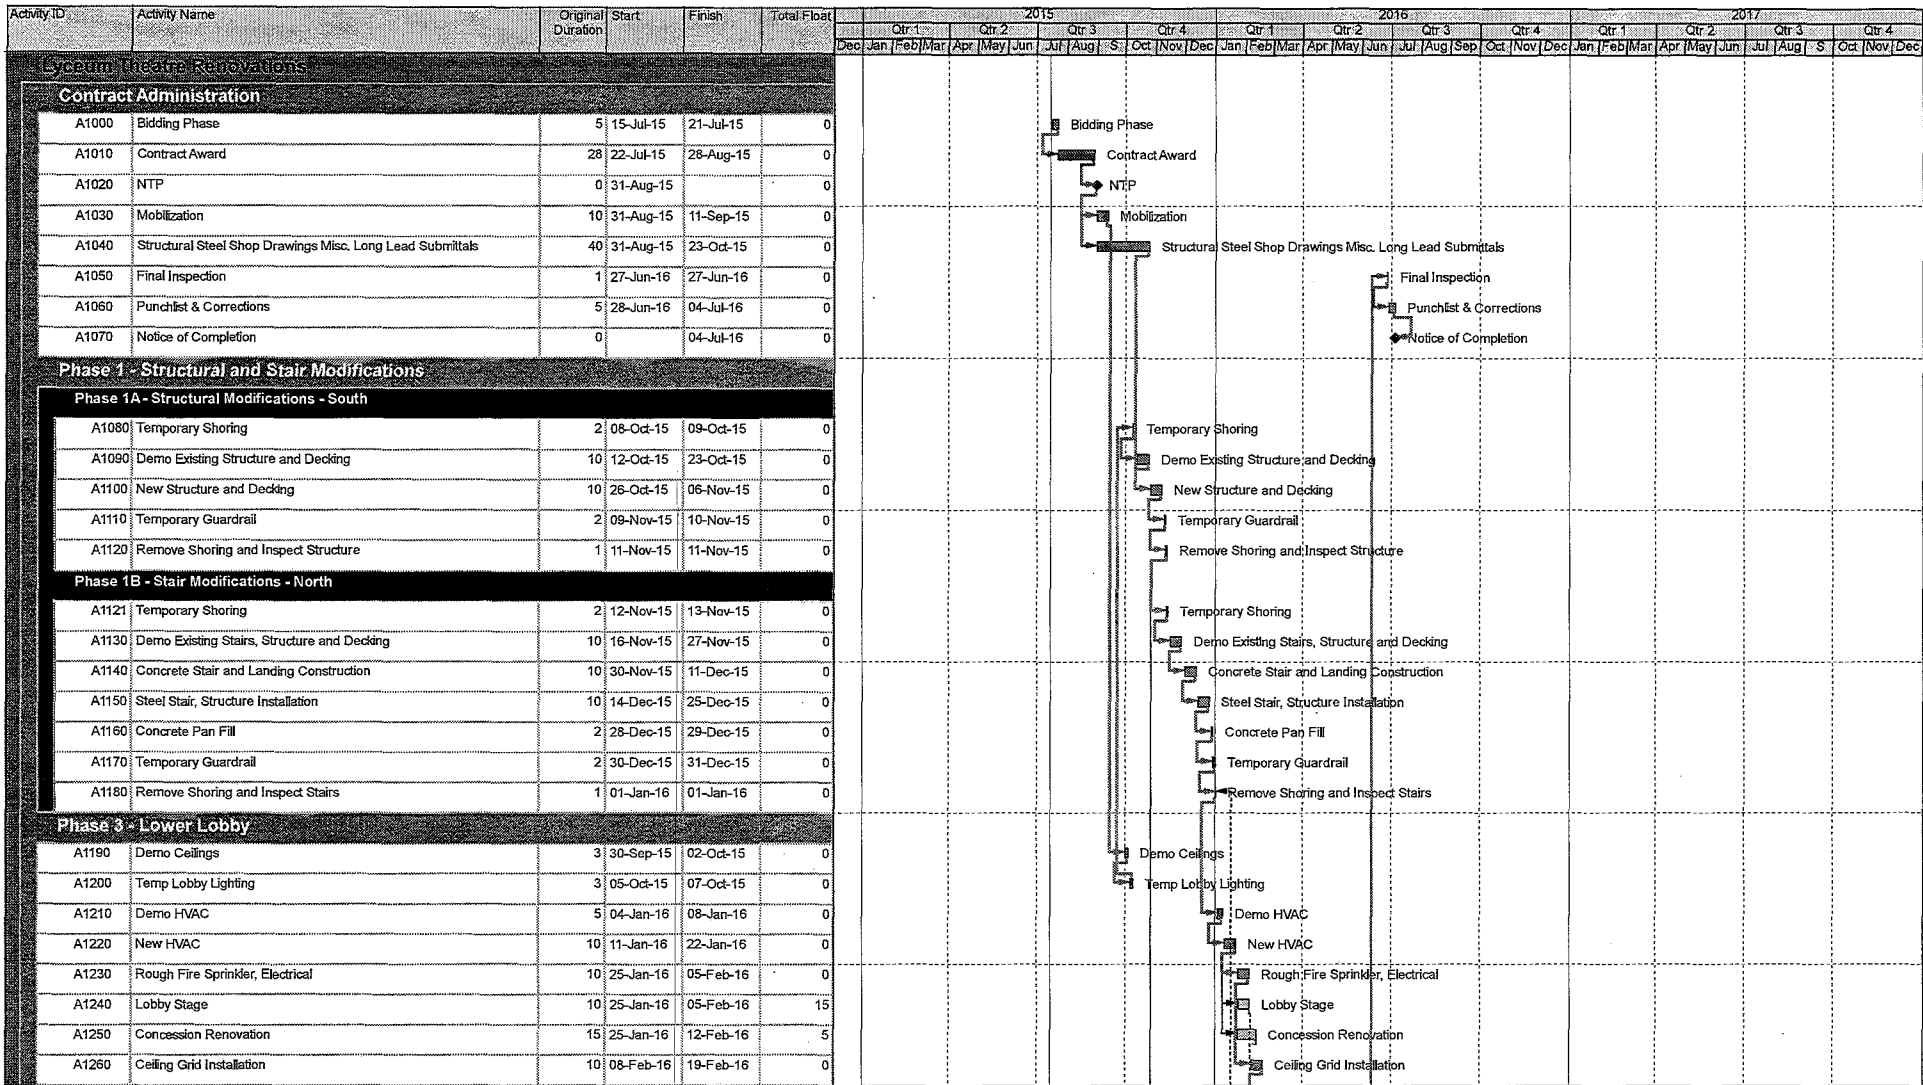 Activity ID Activity Name Original Duration Start Finish Total Float
2015 2016 2017
Qtr 1 Qtr 2 Qtr 3 Qtr 4 Qtr 1 Qtr 2 Qtr 3 Qtr 4 Qtr 1 Qtr 2 Qtr 3 Qtr 4
Dec Jan Feb Mar Apr May Jun Jul Aug S Oct Nov Dec Jan Feb Mar Apr May Jun Jul Aug Sep Oct Nov Dec Jan Feb Mar Apr May Jun Jul Aug S Oct Nov Dec
Lyceum Theatre Renovations
Contract Administration
A1000 Bidding Phase 5 15-Jul-15 21-Jul-15 0 Bidding Phase
A1010 Contract Award 28 22-Jul-15 28-Aug-15 0 Contract Award
A1020 NTP 0 31-Aug-15 0 NTP
A1030 Mobilization 10 31-Aug-15 11-Sep-15 0 Mobilization
A1040 Structural Steel Shop Drawings Misc. Long Lead Submittals 40 31-Aug-15 23-Oct-15 0 Structural Steel Shop Drawings Misc. Long Lead Submittals
A1050 Final Inspection 1 27-Jun-16 27-Jun-16 0 Final Inspection
A1060 Punchlist & Corrections 5 28-Jun-16 04-Jul-16 0 Punchlist & Corrections
A1070 Notice of Completion 0 04-Jul-16 0 Notice of Completion
Phase 1 - Structural and Stair Modifications
Phase 1A - Structural Modifications - South
A1080 Temporary Shoring 2 08-Oct-15 09-Oct-15 0 Temporary Shoring
A1090 Demo Existing Structure and Decking 10 12-Oct-15 23-Oct-15 0 Demo Existing Structure and Decking
A1100 New Structure and Decking 10 26-Oct-15 06-Nov-15 0 New Structure and Decking
A1110 Temporary Guardrail 2 09-Nov-15 10-Nov-15 0 Temporary Guardrail
A1120 Remove Shoring and Inspect Structure 1 11-Nov-15 11-Nov-15 0 Remove Shoring and Inspect Structure
Phase 1B - Stair Modifications - North
A1121 Temporary Shoring 2 12-Nov-15 13-Nov-15 0 Temporary Shoring
A1130 Demo Existing Stairs, Structure and Decking 10 16-Nov-15 27-Nov-15 0 Demo Existing Stairs, Structure and Decking
A1140 Concrete Stair and Landing Construction 10 30-Nov-15 11-Dec-15 0 Concrete Stair and Landing Construction
A1150 Steel Stair, Structure Installation 10 14-Dec-15 25-Dec-15 0 Steel Stair, Structure Installation
A1160 Concrete Pan Fill 2 28-Dec-15 29-Dec-15 0 Concrete Pan Fill
A1170 Temporary Guardrail 2 30-Dec-15 31-Dec-15 0 Temporary Guardrail
A1180 Remove Shoring and Inspect Stairs 1 01-Jan-16 01-Jan-16 0 Remove Shoring and Inspect Stairs
Phase 3 - Lower Lobby
A1190 Demo Ceilings 3 30-Sep-15 02-Oct-15 0 Demo Ceilings
A1200 Temp Lobby Lighting 3 05-Oct-15 07-Oct-15 0 Temp Lobby Lighting
A1210 Demo HVAC 5 04-Jan-16 08-Jan-16 0 Demo HVAC
A1220 New HVAC 10 11-Jan-16 22-Jan-16 0 New HVAC
A1230 Rough Fire Sprinkler, Electrical 10 25-Jan-16 05-Feb-16 0 Rough Fire Sprinkler, Electrical
A1240 Lobby Stage 10 25-Jan-16 05-Feb-16 15 Lobby Stage
A1250 Concession Renovation 15 25-Jan-16 12-Feb-16 5 Concession Renovation
A1260 Ceiling Grid Installation 10 08-Feb-16 19-Feb-16 0 Ceiling Grid Installation